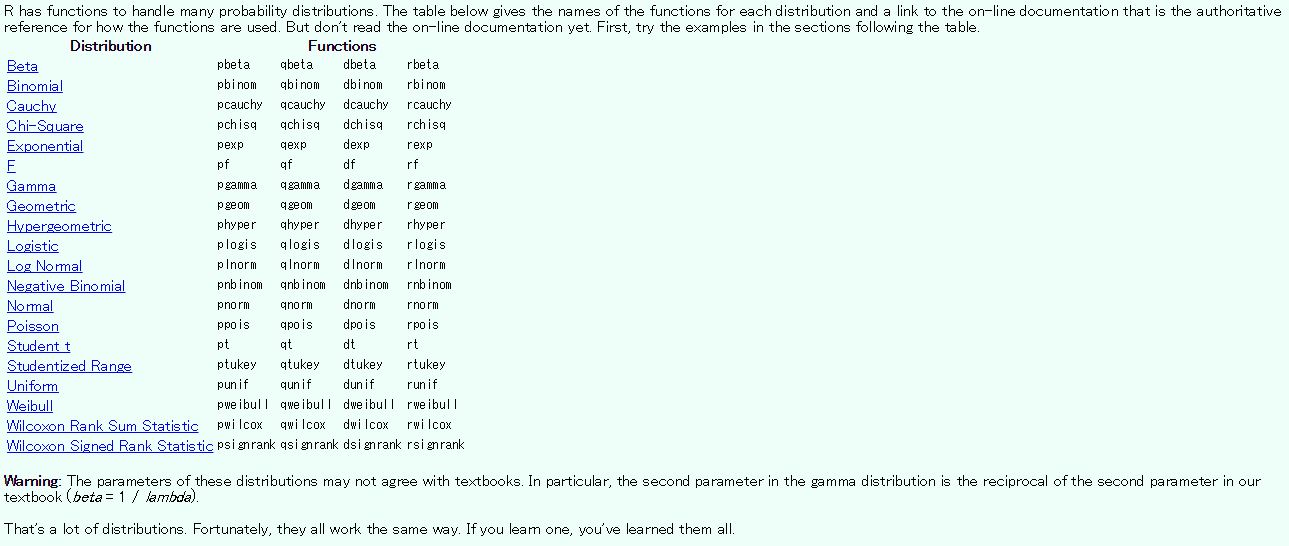 R has functions to handle many probability distributions. The table below gives the names of the functions for each distribution and a link to the on-line documentation that is the authoritative
reference for how the functions are used. But don't read the on-line documentation yet. First, try the examples in the sections following the table.
Distribution Functions
Beta pbeta qbeta dbeta rbeta
Binomial pbinom qbinom dbinom rbinom
Cauchy pcauchy qcauchy dcauchy rcauchy
Chi-Square pchisq qchisq dchisq rchisq
Exponential pexp qexp dexp rexp
F pf qf df rf
Gamma pgamma qgamma dgamma rgamma
Geometric pgeom qgeom dgeom rgeom
Hypergeometric phyper qhyper dhyper rhyper
Logistic plogis qlogis dlogis rlogis
Log Normal plnorm qlnorm dlnorm rlnorm
Negative Binomial pnbinom qnbinom dnbinom rnbinom
Normal pnorm qnorm dnorm rnorm
Poisson ppois qpois dpois rpois
Student t pt qt dt rt
Studentized Range ptukey qtukey dtukey rtukey
Uniform punif qunif dunif runif
Weibull pweibull qweibull dweibull rweibull
Wilcoxon Rank Sum Statistic pwilcox qwilcox dwilcox rwilcox
Wilcoxon Signed Rank Statistic psignrank qsignrank dsignrank rsignrank
Warning: The parameters of these distributions may not agree with textbooks. In particular, the second parameter in the gamma distribution is the reciprocal of the second parameter in our
textbook (beta = 1 / lambda).
That's a lot of distributions. Fortunately, they all work the same way. If you learn one, you've learned them all.